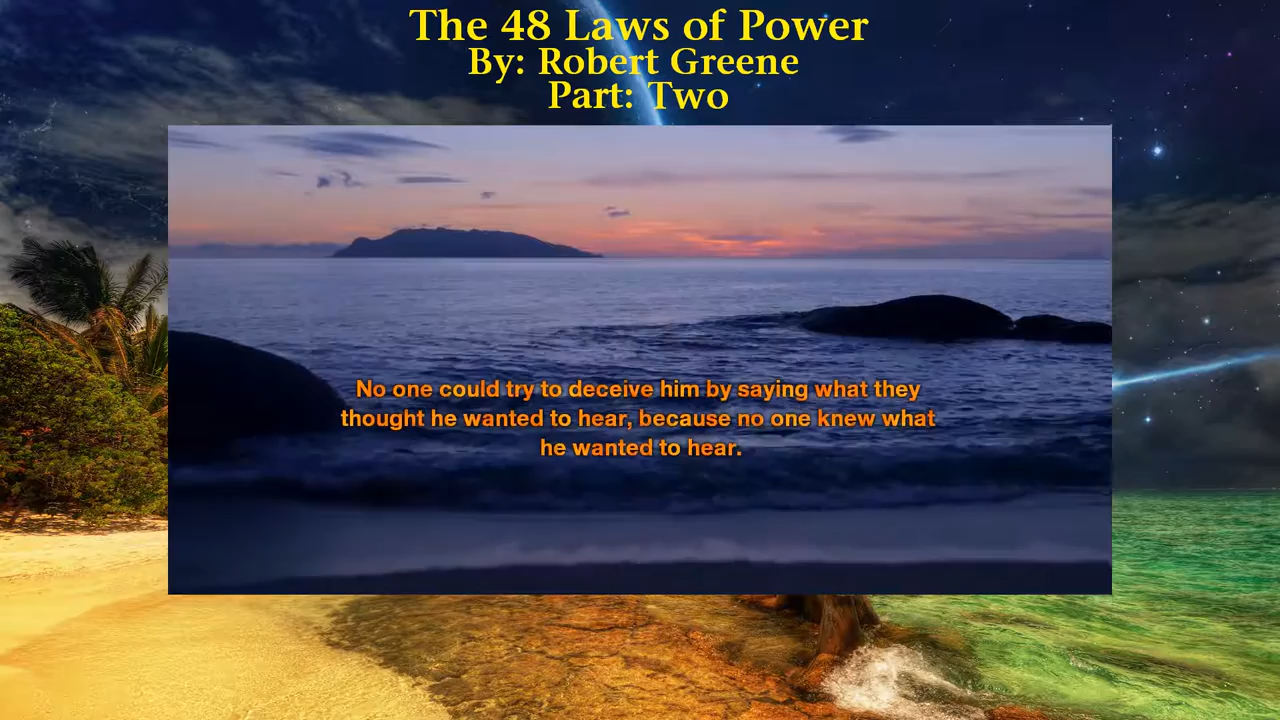 The 48 Laws of Power
By: Robert Greene
Part: Two
No one could try to deceive him by saying what they
thought he wanted to hear, because no one knew what
he wanted to hear.